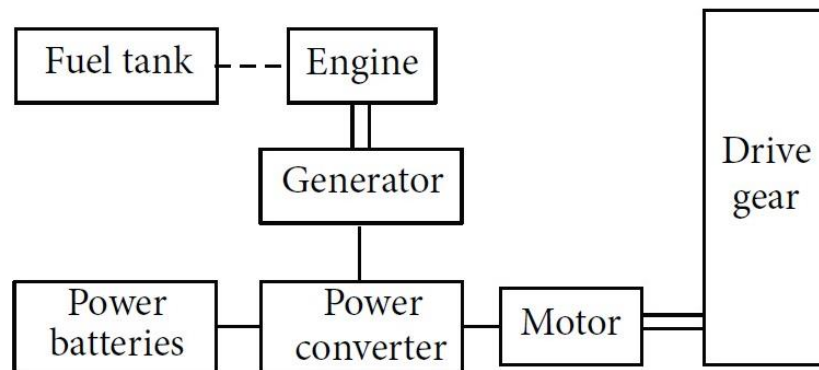 Fuel tank
Engine
Generator
Drive
gear
Power
batteries
Power
converter
Motor